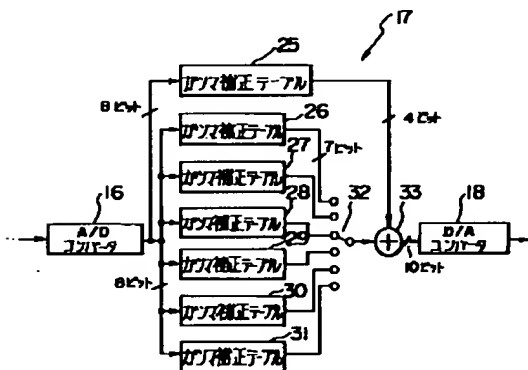 17
25
ガンマ補正テーブル
8ビット
4ビット
26
ガンマ補正テーブル
7ビット
27
ガンマ補正テーブル
28
ガンマ補正テーブル
32
33
16
A/D
コンバータ
18
D/A
コンバータ
29
ガンマ補正テーブル
10ビット
8ビット
30
ガンマ補正テーブル
31
ガンマ補正テーブル